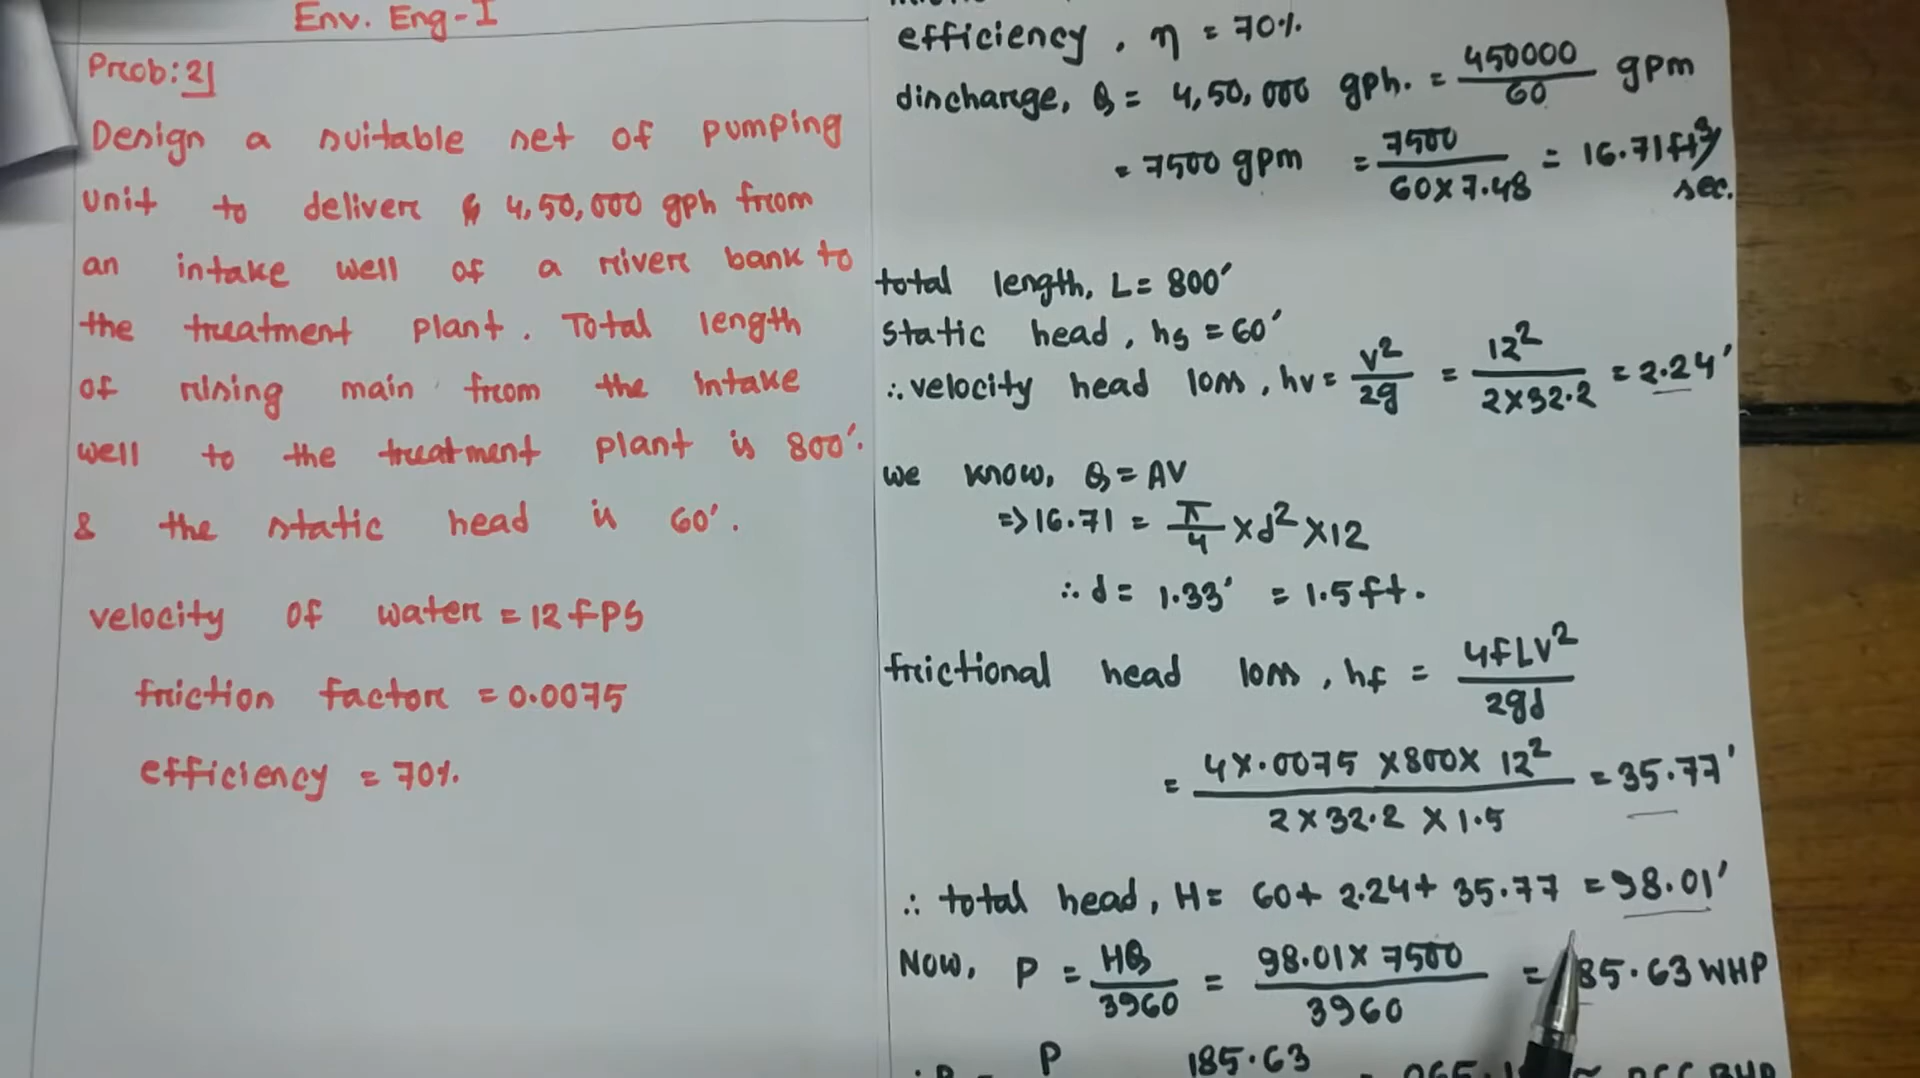 Env. Eng-I
Prob: 21
Design a suitable set of pumping
unit to deliver 4,50,000 gph from
an intake well of a river bank to
the treatment plant. Total length
of rising main from the intake
well to the treatment plant is 800'.
& the static head is 60'.
velocity of water = 12 fps
friction factor = 0.0075
efficiency = 70%.
efficiency, η = 70%.
discharge, Q = 4,50,000 gph. = 450000/60 gpm
= 7500 gpm = 7500/(60×7.48) = 16.71 ft³/sec.
total length, L = 800'
static head, hs = 60'
∴ velocity head loss, hv = v²/2g = 12²/(2×32.2) = 2.24'
we know, Q = AV
=> 16.71 = π/4 × d² × 12
∴ d = 1.33' = 1.5 ft.
frictional head loss, hf = 4fLV²/2gd
= (4×.0075×800×12²)/(2×32.2×1.5) = 35.77'
∴ total head, H = 60 + 2.24 + 35.77 = 98.01'
Now, P = HQ/3960 = (98.01×7500)/3960 = 85.63 WHP
P 185.63